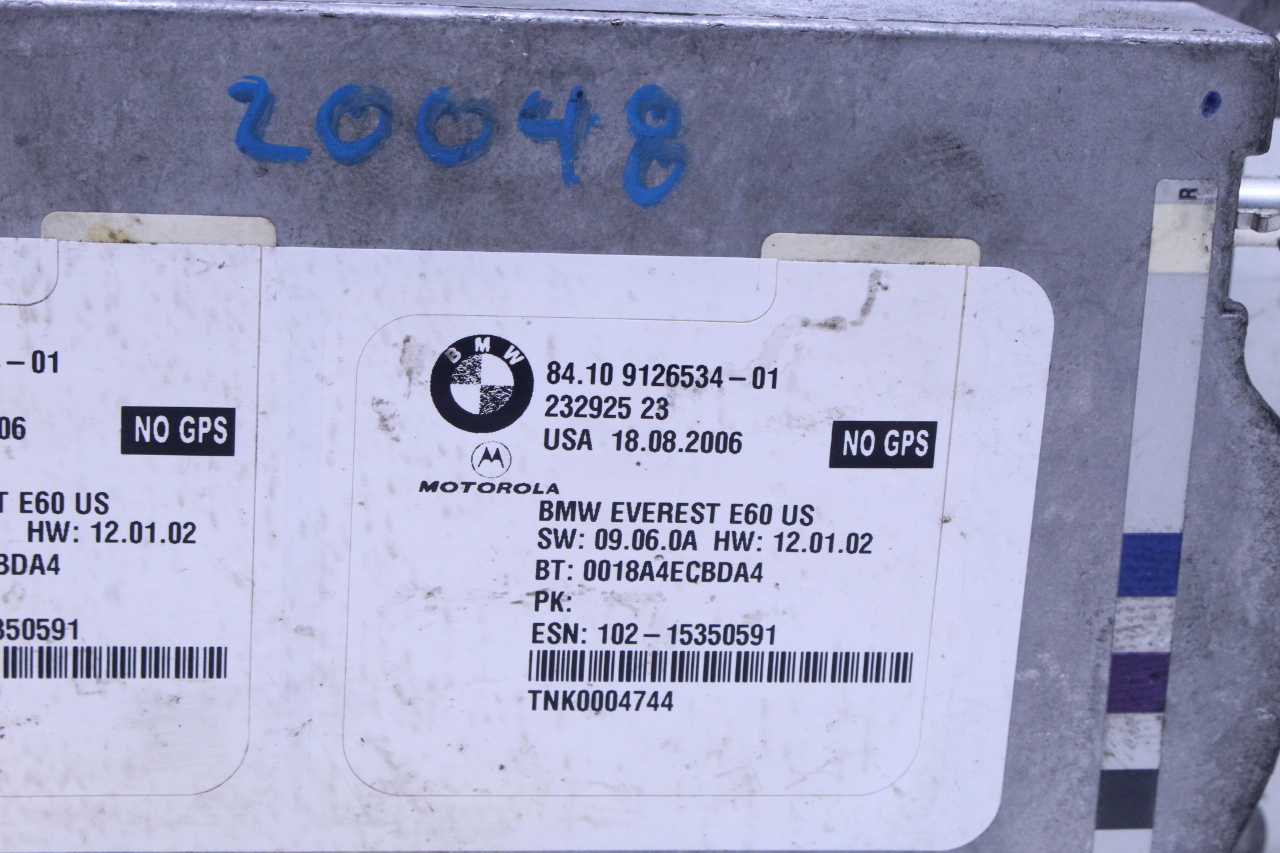 20048
R
-01
06
NO GPS
T E60 US
HW: 12.01.02
BDA4
350591
BMW
84.10 9126534-01
232925 23
USA 18.08.2006
NO GPS
MOTOROLA
BMW EVEREST E60 US
SW: 09.06.0A HW: 12.01.02
BT: 0018A4ECBDA4
PK:
ESN: 102-15350591
TNK0004744